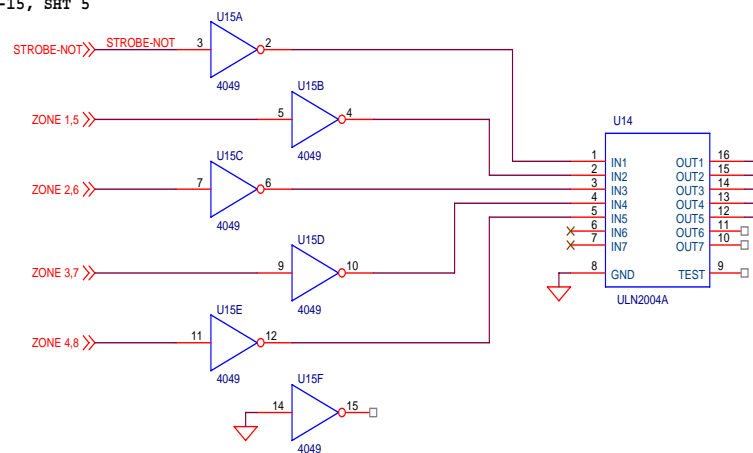 -15, SHT 5
U15A
STROBE-NOT STROBE-NOT 3 2
4049
U15B
ZONE 1,5 5 4
4049
U14
U15C
ZONE 2,6 7 6
4049
1 IN1 OUT1 16
2 IN2 OUT2 15
3 IN3 OUT3 14
4 IN4 OUT4 13
5 IN5 OUT5 12
6 IN6 OUT6 11
7 IN7 OUT7 10
8 GND TEST 9
ULN2004A
U15D
ZONE 3,7 9 10
4049
U15E
ZONE 4,8 11 12
4049
U15F
14 15
4049